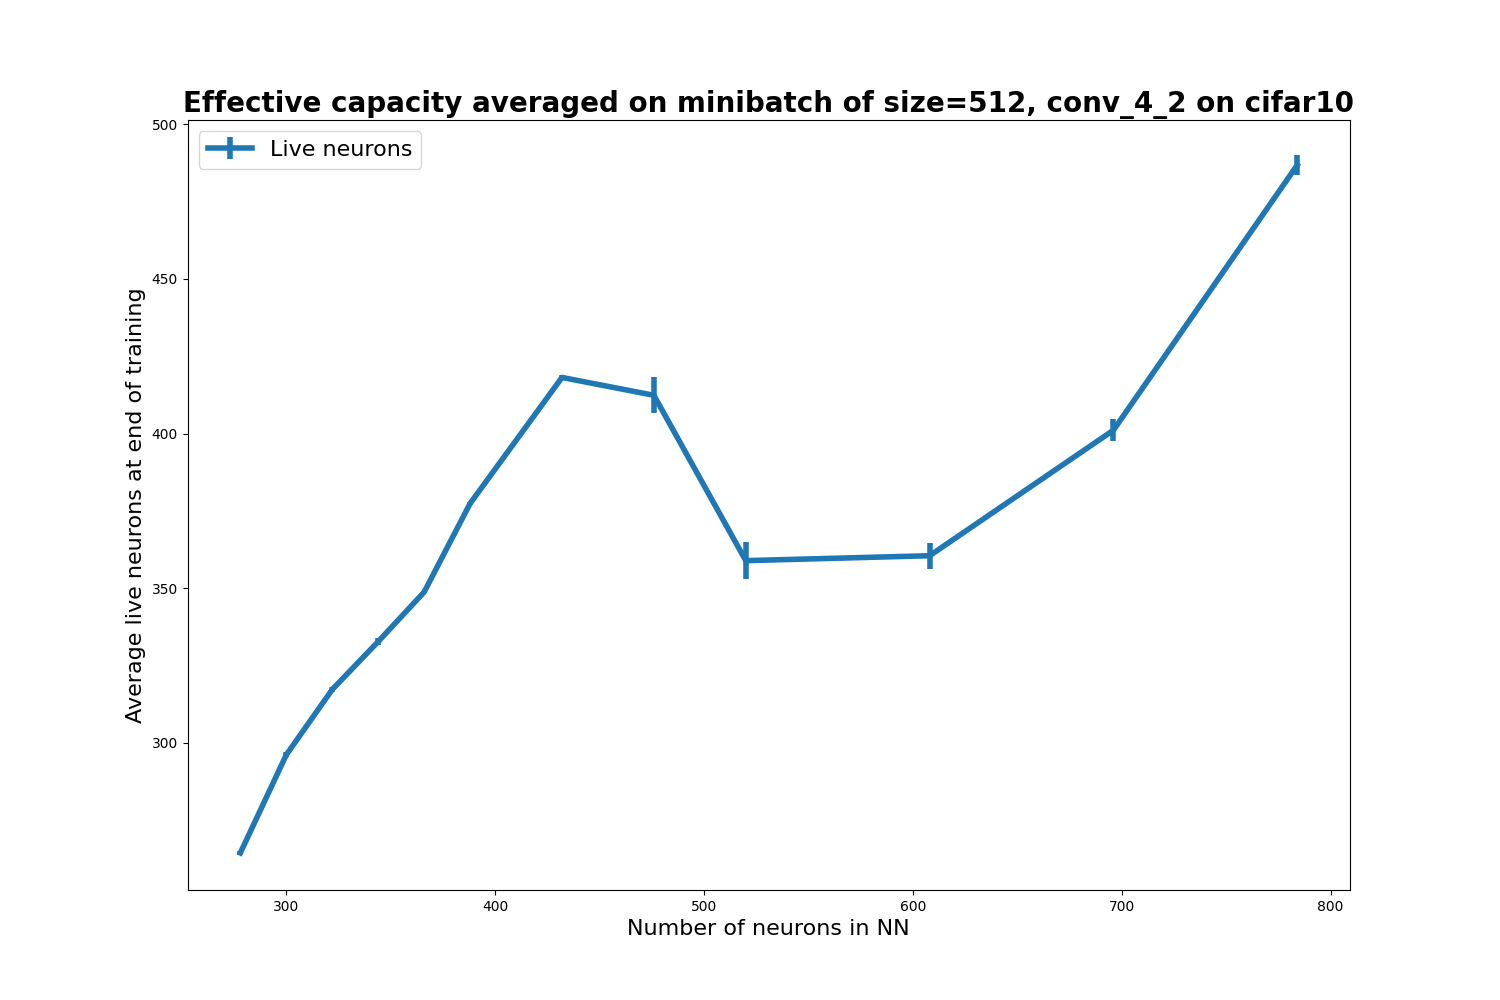 Effective capacity averaged on minibatch of size=512, conv_4_2 on cifar10
Live neurons
500
450
400
350
300
Average live neurons at end of training
300 400 500 600 700 800
Number of neurons in NN